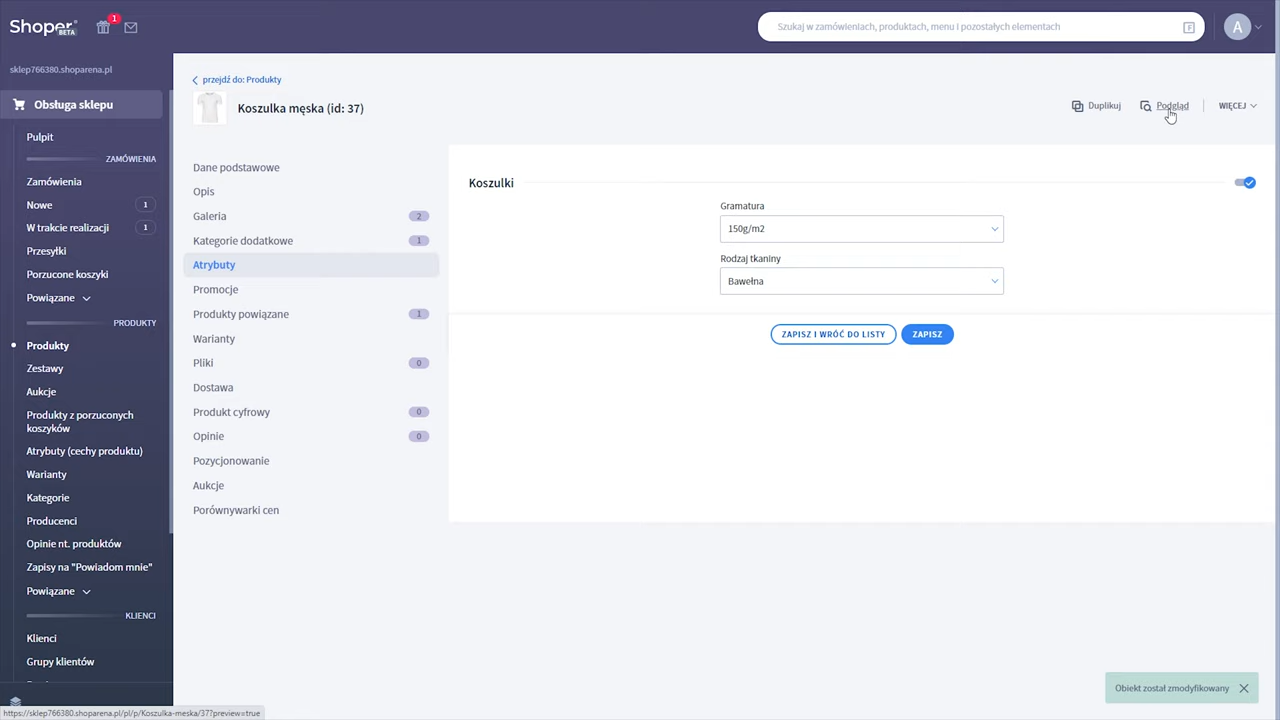 Shoper
BETA
1
Szukaj w zamówieniach, produktach, menu i pozostałych elementach
F
A
sklep766380.shoparena.pl
Obsługa sklepu
Pulpit
ZAMÓWIENIA
Zamówienia
Nowe 1
W trakcie realizacji 1
Przesyłki
Porzucone koszyki
Powiązane
PRODUKTY
Produkty
Zestawy
Aukcje
Produkty z porzuconych
koszyków
Atrybuty (cechy produktu)
Warianty
Kategorie
Producenci
Opinie nt. produktów
Zapisy na "Powiadom mnie"
Powiązane
KLIENCI
Klienci
Grupy klientów
przejdź do: Produkty
Koszulka męska (id: 37)
Duplikuj
Podgląd
WIĘCEJ
Dane podstawowe
Opis
Galeria 2
Kategorie dodatkowe 1
Atrybuty
Promocje
Produkty powiązane 1
Warianty
Pliki 0
Dostawa
Produkt cyfrowy 0
Opinie 0
Pozycjonowanie
Aukcje
Porównywarki cen
Koszulki
Gramatura
150g/m2
Rodzaj tkaniny
Bawełna
ZAPISZ I WRÓĆ DO LISTY
ZAPISZ
Obiekt został zmodyfikowany
https://sklep766380.shoparena.pl/pl/p/Koszulka-meska/37?preview=true